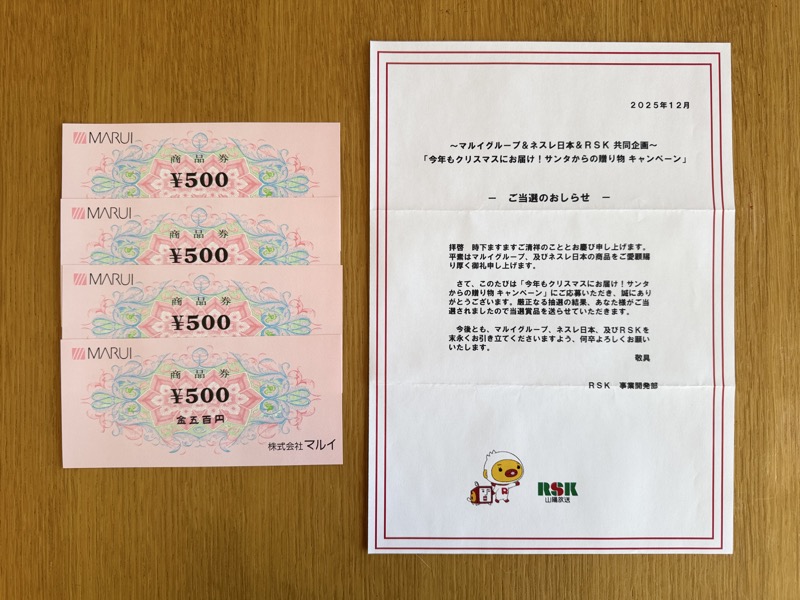 MARUI
商品券
¥500
MARUI
商品券
¥500
MARUI
商品券
¥500
MARUI
商品券
¥500
金五百円
株式会社 マルイ
2025年12月
～マルイグループ＆ネスレ日本＆RSK 共同企画～
「今年もクリスマスにお届け！サンタからの贈り物 キャンペーン」
－ ご当選のおしらせ －
拝啓 時下ますますご清祥のこととお慶び申し上げます。
平素はマルイグループ、及びネスレ日本の商品をご愛顧賜
り厚く御礼申し上げます。
さて、このたびは「今年もクリスマスにお届け！サンタ
からの贈り物 キャンペーン」にご応募いただき、誠にあり
がとうございます。厳正なる抽選の結果、あなた様がご当
選されましたので当選賞品を送らせていただきます。
今後とも、マルイグループ、ネスレ日本、及びRSKを
末永くお引き立てくださいますよう、何卒よろしくお願い
いたします。
敬具
RSK 事業開発部
RSK
山陽放送